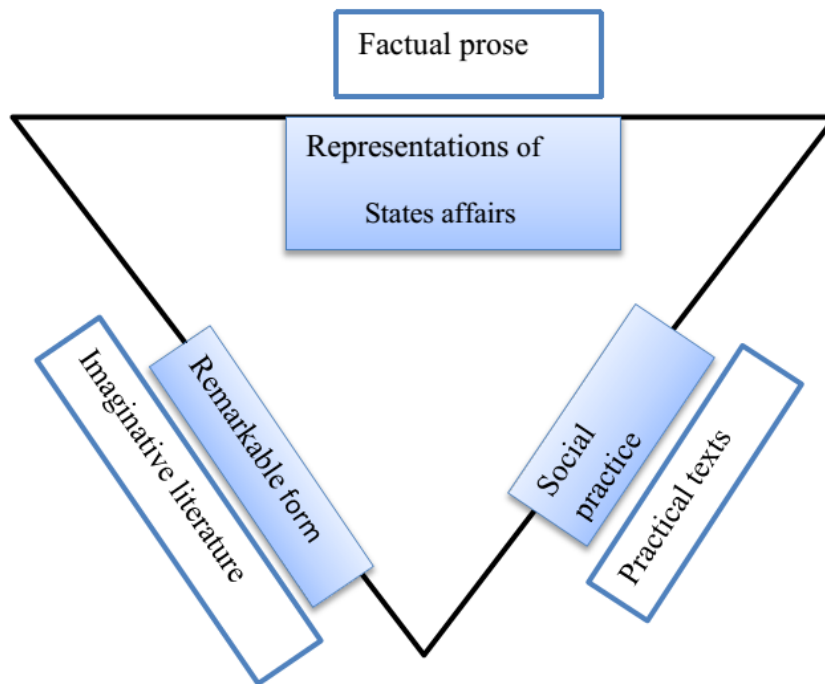 Factual prose
Representations of
States affairs
Imaginative literature
Remarkable form
Social
practice
Practical texts